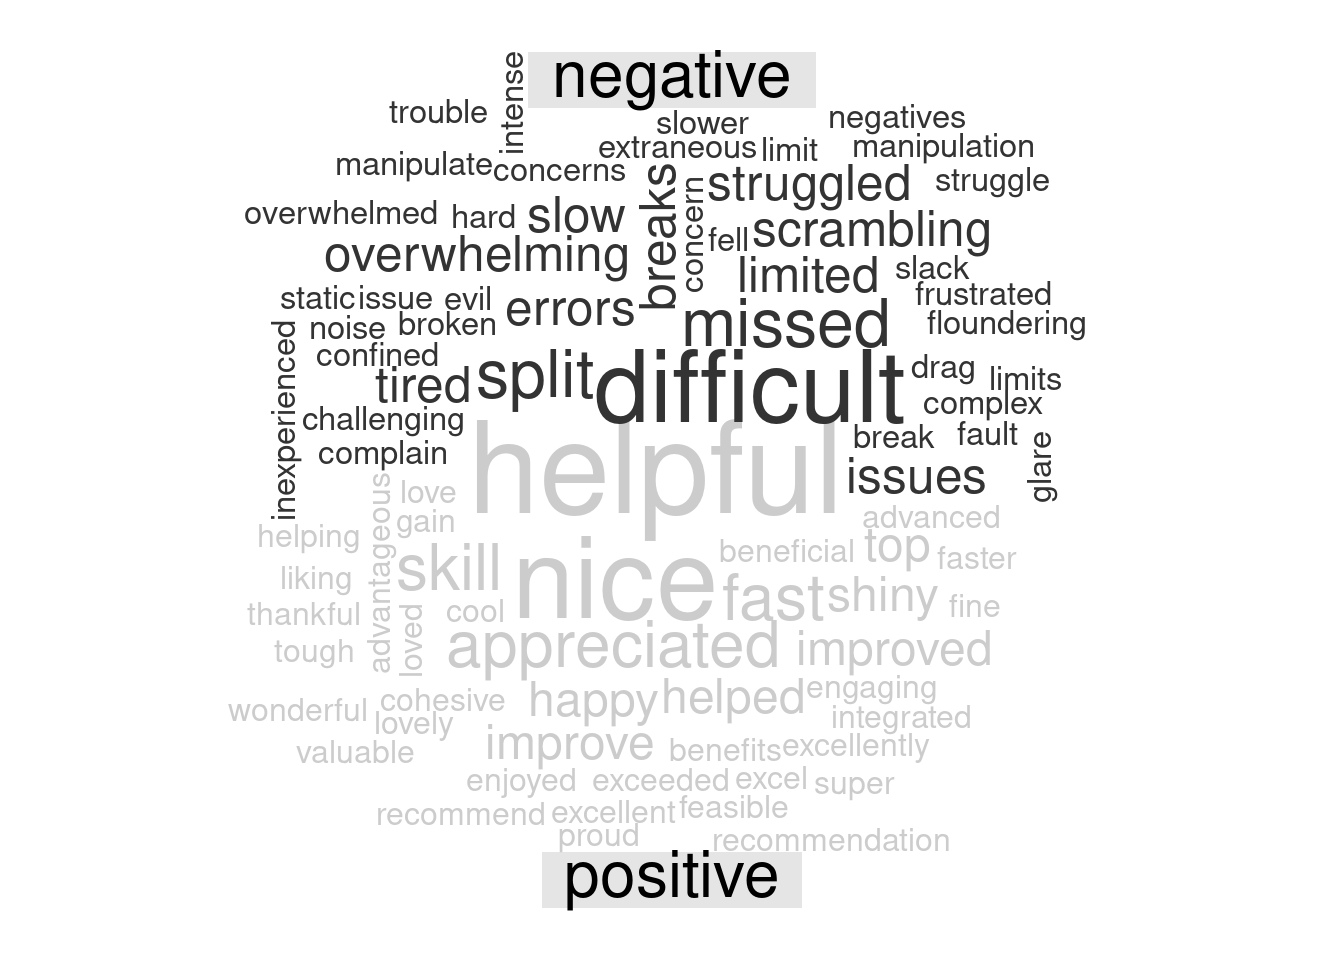 negative
intense
trouble
slower
negatives
extraneous
limit
manipulation
manipulate
concerns
breaks
concern
struggled
struggle
overwhelmed
hard
slow
fell
scrambling
overwhelming
limited
slack
static
issue
evil
errors
missed
frustrated
floundering
noise
broken
inexperienced
confined
tired
split
difficult
drag
limits
complex
challenging
complain
helpful
break
fault
glare
issues
love
advantageous
gain
advanced
helping
skill
nice
beneficial
top
faster
liking
fast
shiny
fine
thankful
loved
cool
tough
appreciated
improved
wonderful
cohesive
lovely
happy
helped
engaging
integrated
valuable
improve
benefits
excellently
enjoyed
exceeded
excel
super
recommend
excellent
feasible
proud
recommendation
positive